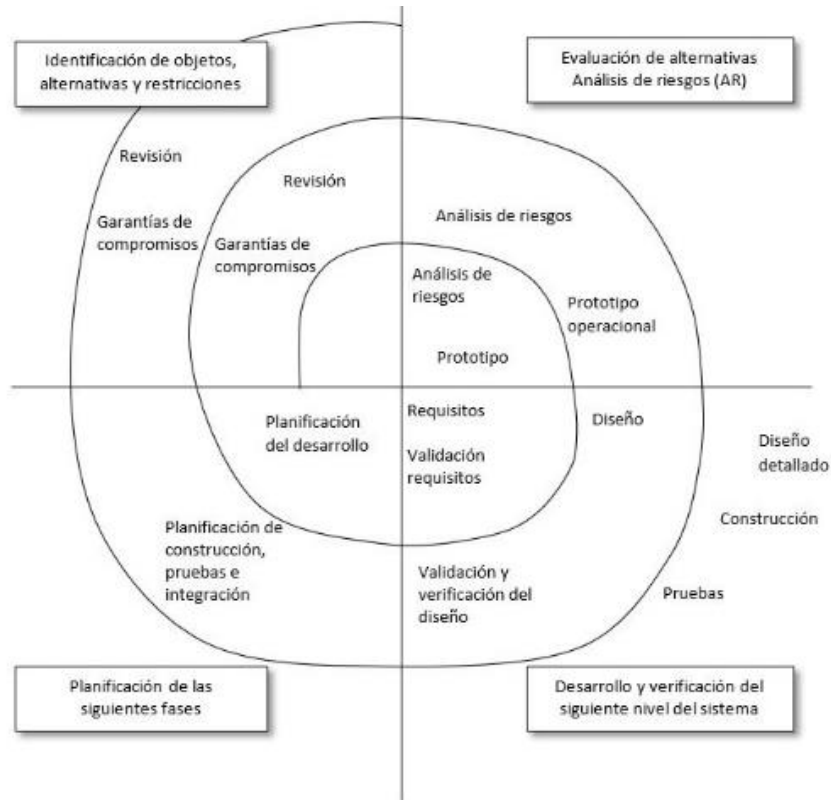 Identificación de objetos,
alternativas y restricciones
Evaluación de alternativas
Análisis de riesgos (AR)
Revisión
Garantías de
compromisos
Revisión
Garantías de
compromisos
Análisis de riesgos
Análisis de
riesgos
Prototipo
operacional
Prototipo
Planificación
del desarrollo
Requisitos
Validación
requisitos
Diseño
Diseño
detallado
Construcción
Planificación de
construcción,
pruebas e
integración
Validación y
verificación del
diseño
Pruebas
Planificación de las
siguientes fases
Desarrollo y verificación del
siguiente nivel del sistema